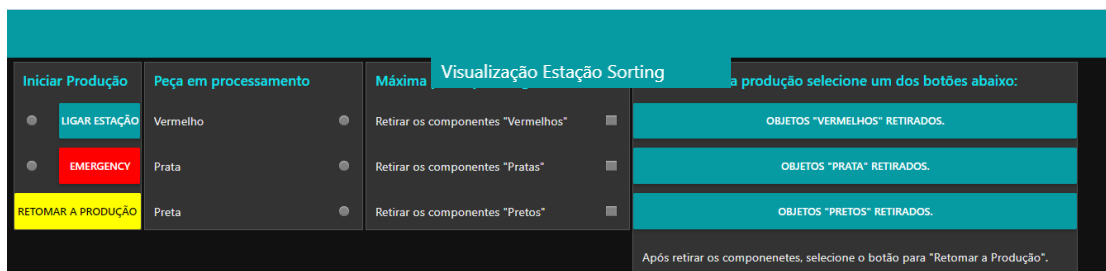 Visualização Estação Sorting
Iniciar Produção
LIGAR ESTAÇÃO
EMERGENCY
RETOMAR A PRODUÇÃO
Peça em processamento
Vermelho
Prata
Preta
Máxima
Retirar os componentes "Vermelhos"
Retirar os componentes "Pratas"
Retirar os componentes "Pretos"
a produção selecione um dos botões abaixo:
OBJETOS "VERMELHOS" RETIRADOS.
OBJETOS "PRATA" RETIRADOS.
OBJETOS "PRETOS" RETIRADOS.
Após retirar os componenetes, selecione o botão para "Retomar a Produção".